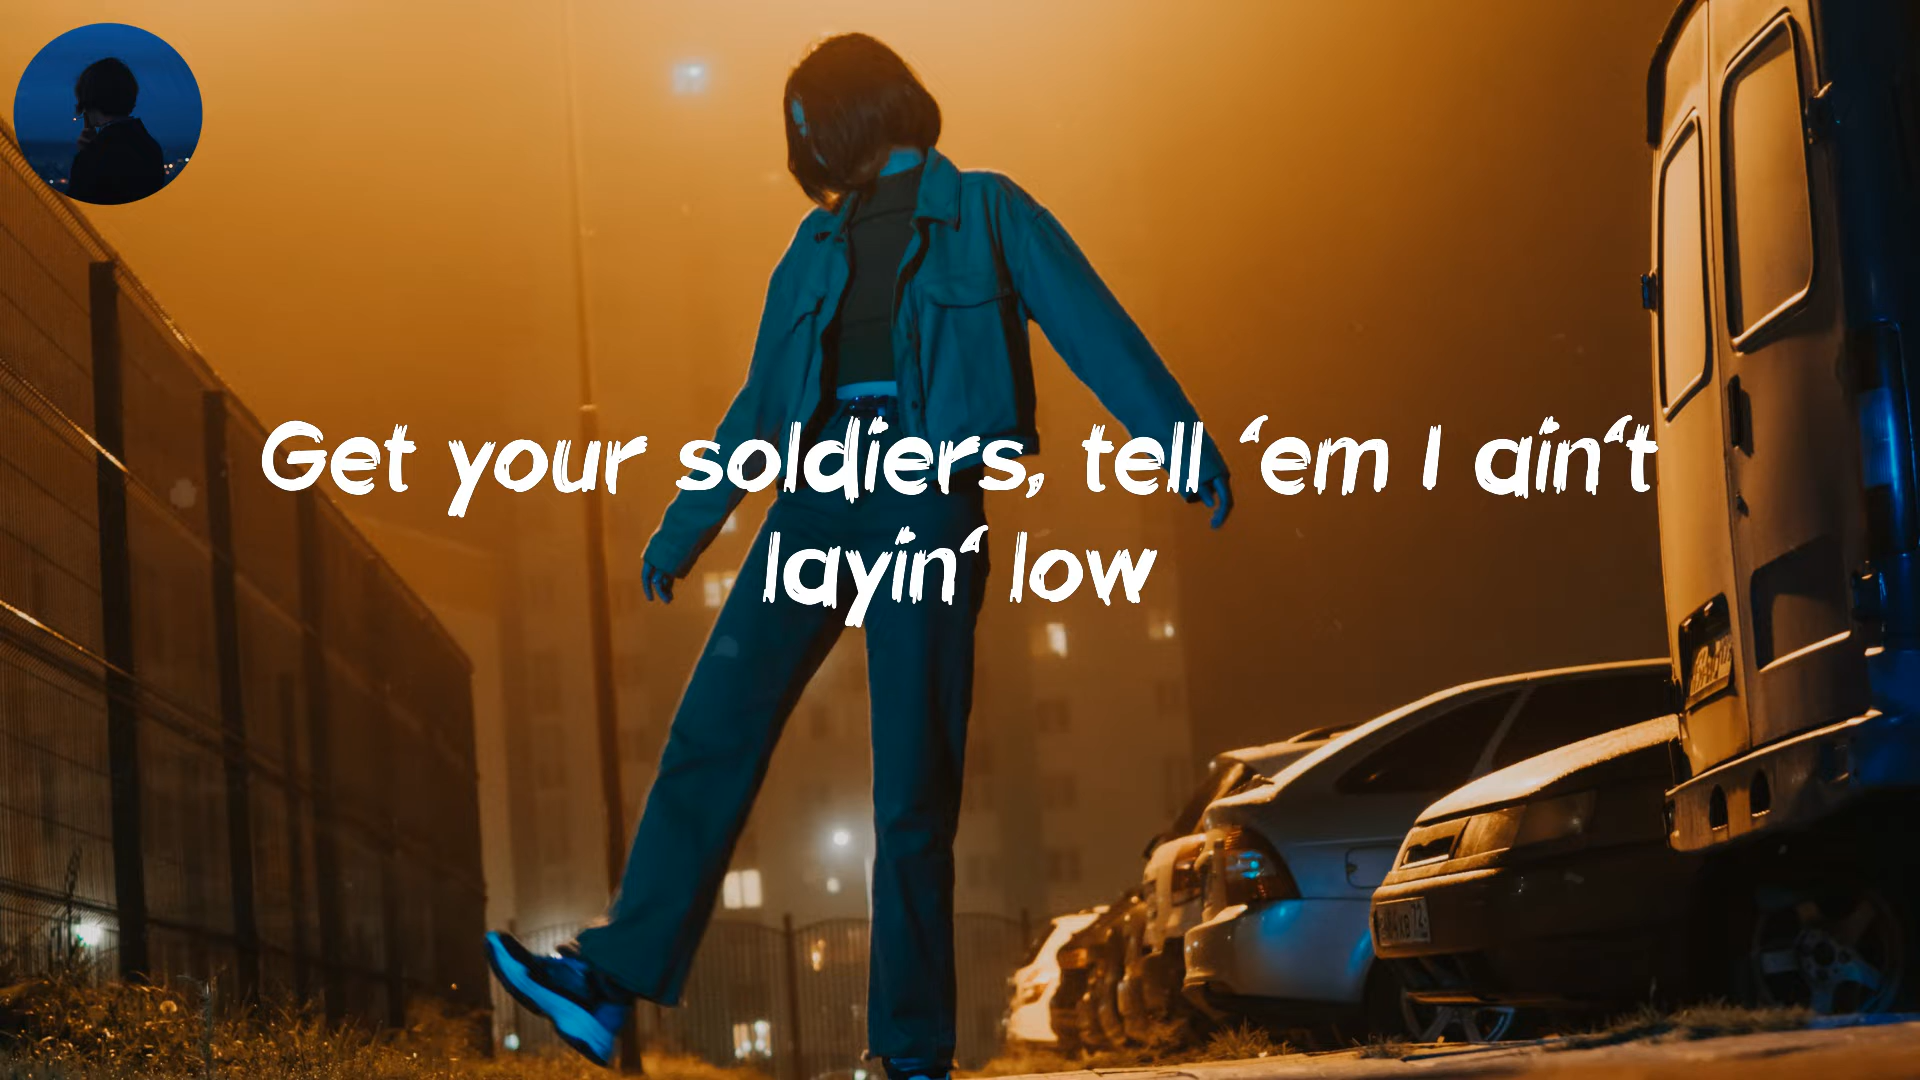 Get your soldiers, tell ‘em I ain‘t
layin‘ low